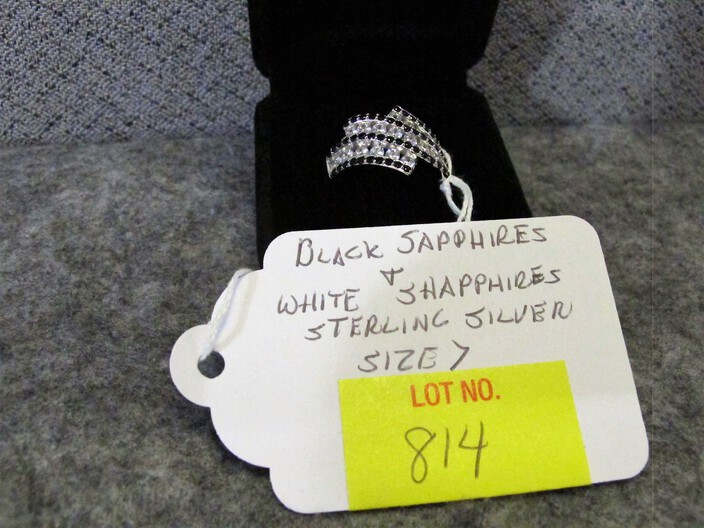 BLACK SAPPHIRES
+
WHITE SHAPPHIRES
STERLING SILVER
SIZE 7
LOT NO.
814